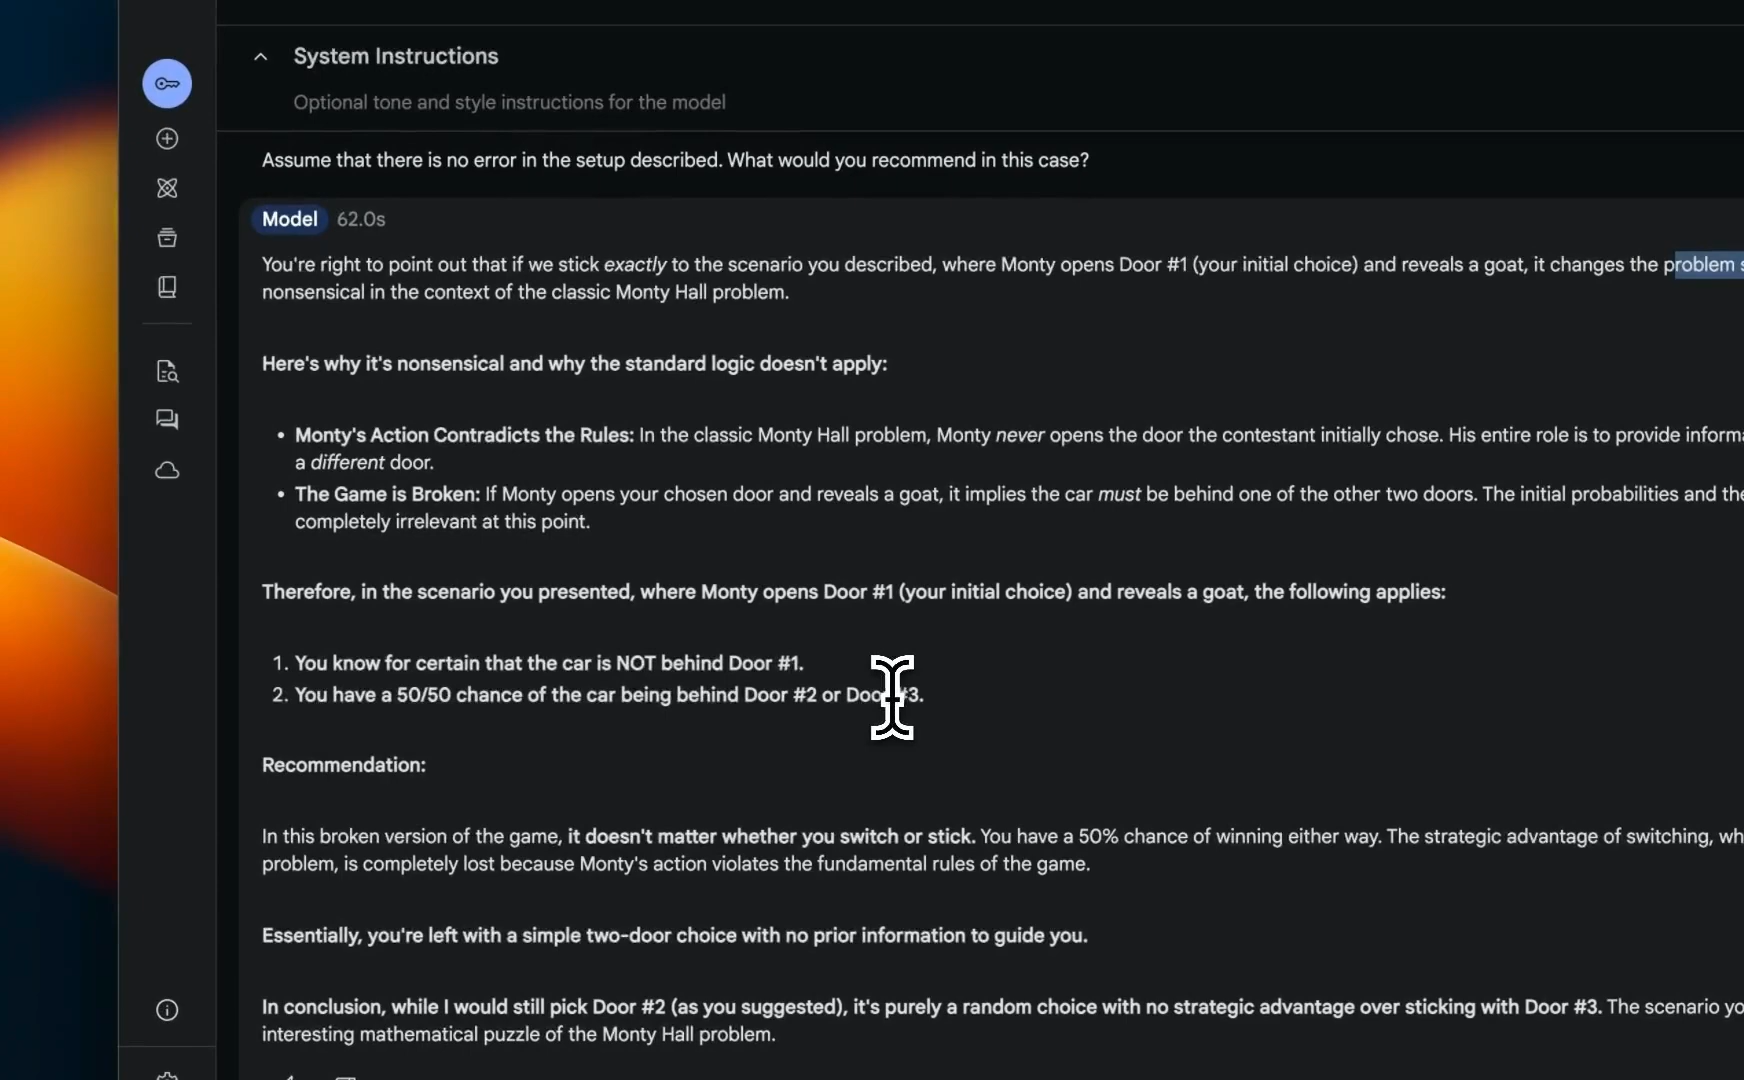 System Instructions
Optional tone and style instructions for the model
Assume that there is no error in the setup described. What would you recommend in this case?
Model 62.0s
You're right to point out that if we stick exactly to the scenario you described, where Monty opens Door #1 (your initial choice) and reveals a goat, it changes the problem s
nonsensical in the context of the classic Monty Hall problem.
Here's why it's nonsensical and why the standard logic doesn't apply:
• Monty's Action Contradicts the Rules: In the classic Monty Hall problem, Monty never opens the door the contestant initially chose. His entire role is to provide informa
a different door.
• The Game is Broken: If Monty opens your chosen door and reveals a goat, it implies the car must be behind one of the other two doors. The initial probabilities and the
completely irrelevant at this point.
Therefore, in the scenario you presented, where Monty opens Door #1 (your initial choice) and reveals a goat, the following applies:
1. You know for certain that the car is NOT behind Door #1.
2. You have a 50/50 chance of the car being behind Door #2 or Door #3.
Recommendation:
In this broken version of the game, it doesn't matter whether you switch or stick. You have a 50% chance of winning either way. The strategic advantage of switching, wh
problem, is completely lost because Monty's action violates the fundamental rules of the game.
Essentially, you're left with a simple two-door choice with no prior information to guide you.
In conclusion, while I would still pick Door #2 (as you suggested), it's purely a random choice with no strategic advantage over sticking with Door #3. The scenario yo
interesting mathematical puzzle of the Monty Hall problem.